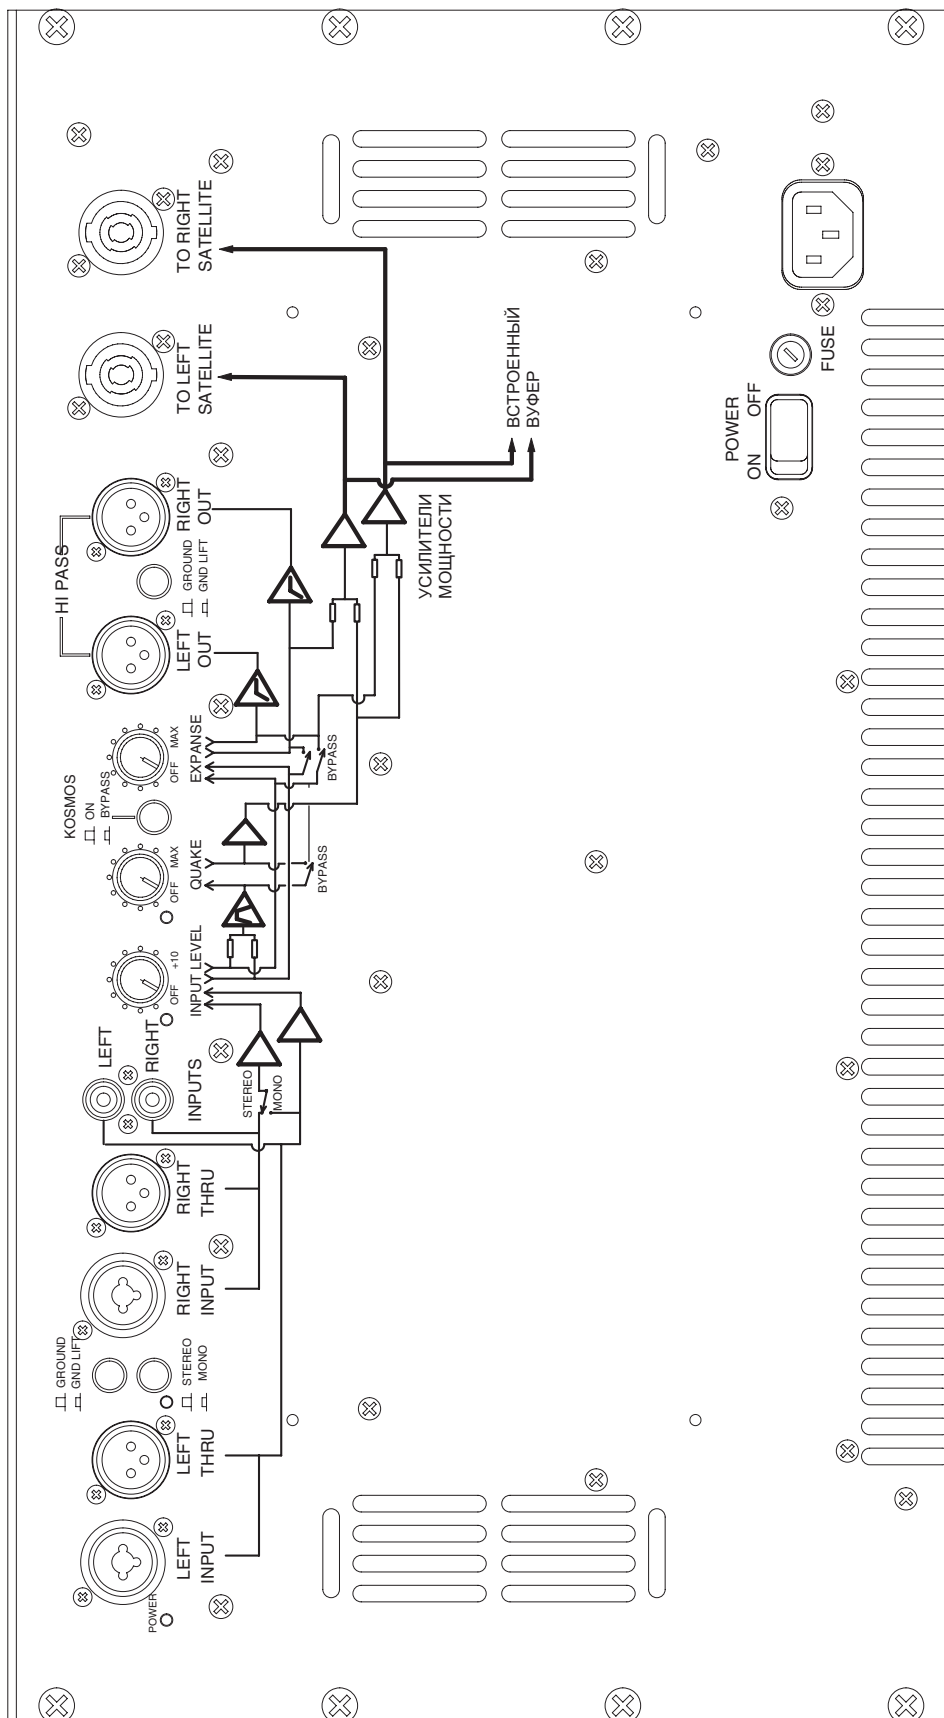 POWER
LEFT
INPUT
LEFT
THRU
GROUND
GND LIFT
STEREO
MONO
RIGHT
INPUT
RIGHT
THRU
LEFT
RIGHT
INPUTS
STEREO
MONO
OFF
+10
INPUT LEVEL
OFF
MAX
QUAKE
BYPASS
KOSMOS
ON
BYPASS
OFF
MAX
EXPANSE
BYPASS
HI PASS
LEFT
OUT
GROUND
GND LIFT
RIGHT
OUT
УСИЛИТЕЛИ
МОЩНОСТИ
ВСТРОЕННЫЙ
ВУФЕР
TO LEFT
SATELLITE
TO RIGHT
SATELLITE
POWER
ON OFF
FUSE